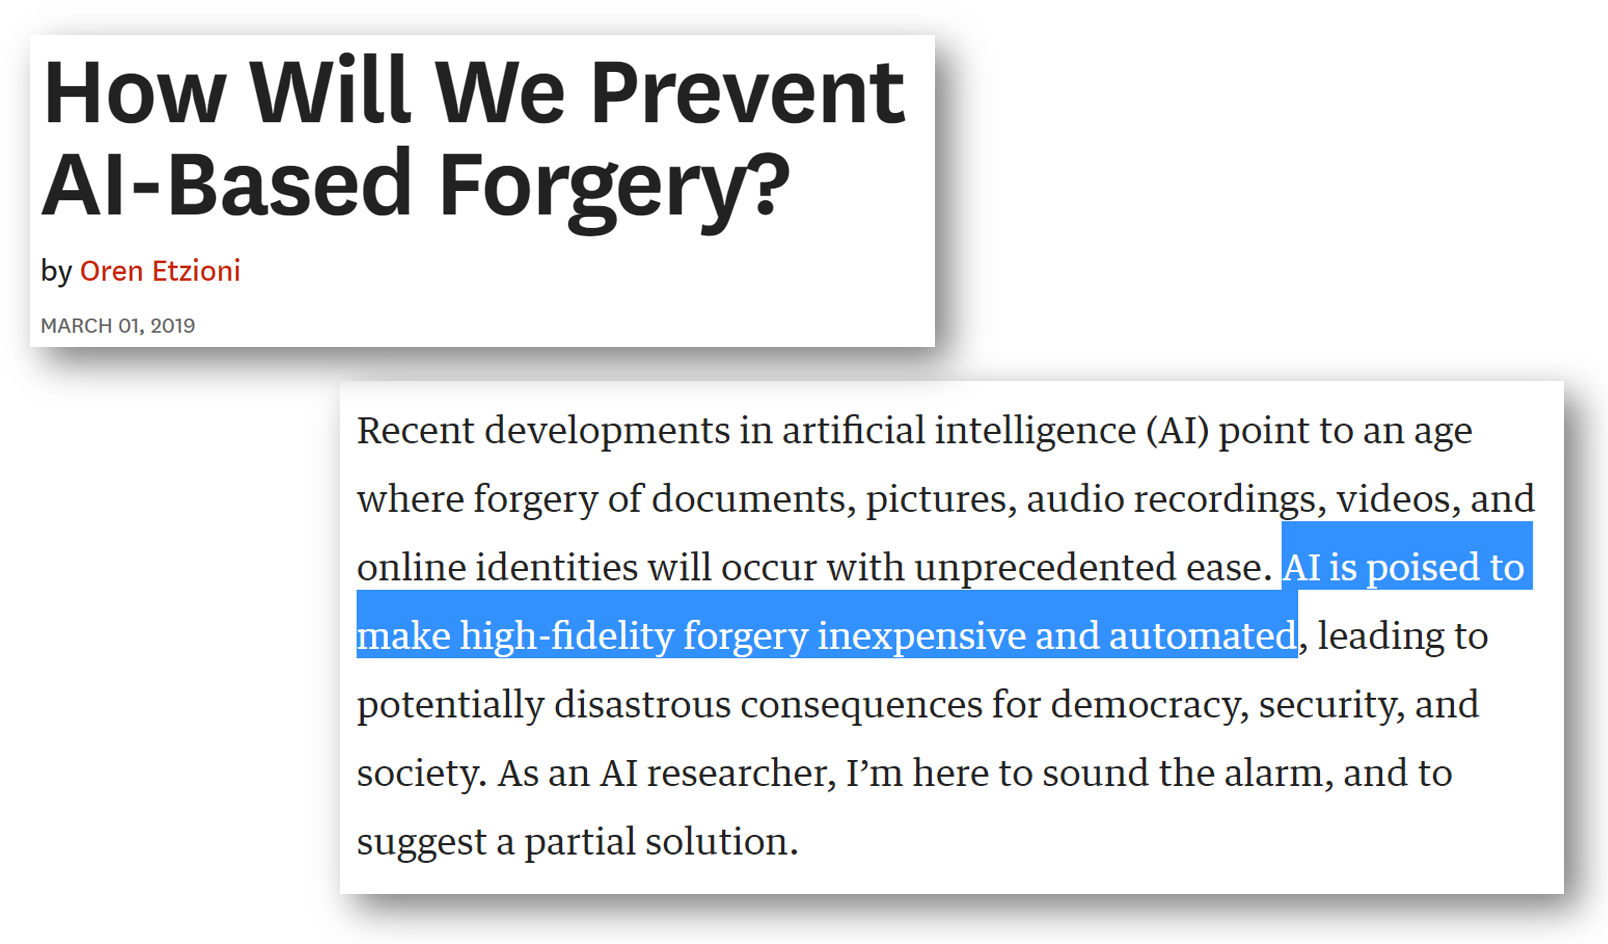 How Will We Prevent
AI-Based Forgery?
by Oren Etzioni
MARCH 01, 2019
Recent developments in artificial intelligence (AI) point to an age
where forgery of documents, pictures, audio recordings, videos, and
online identities will occur with unprecedented ease. AI is poised to
make high-fidelity forgery inexpensive and automated, leading to
potentially disastrous consequences for democracy, security, and
society. As an AI researcher, I’m here to sound the alarm, and to
suggest a partial solution.